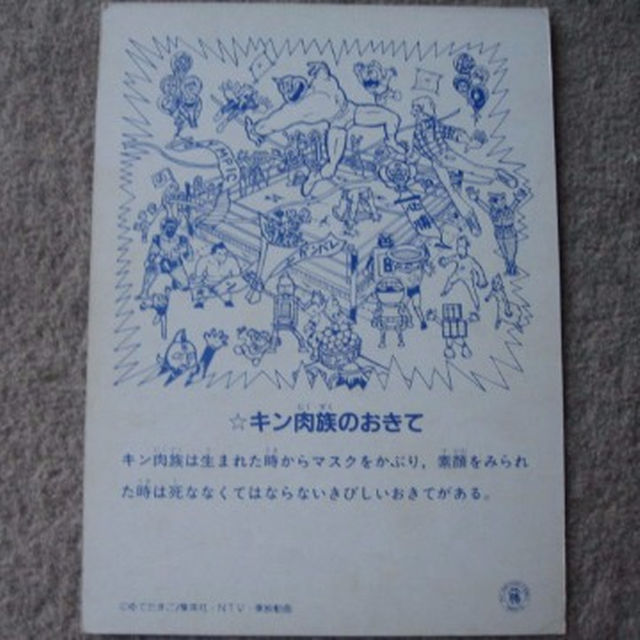 ☆キン肉族のおきて
キン肉族は生まれた時からマスクをかぶり，素顔をみられ
た時は死ななくてはならないきびしいおきてがある。
©ゆでたまご/集英社・NTV・東映動画